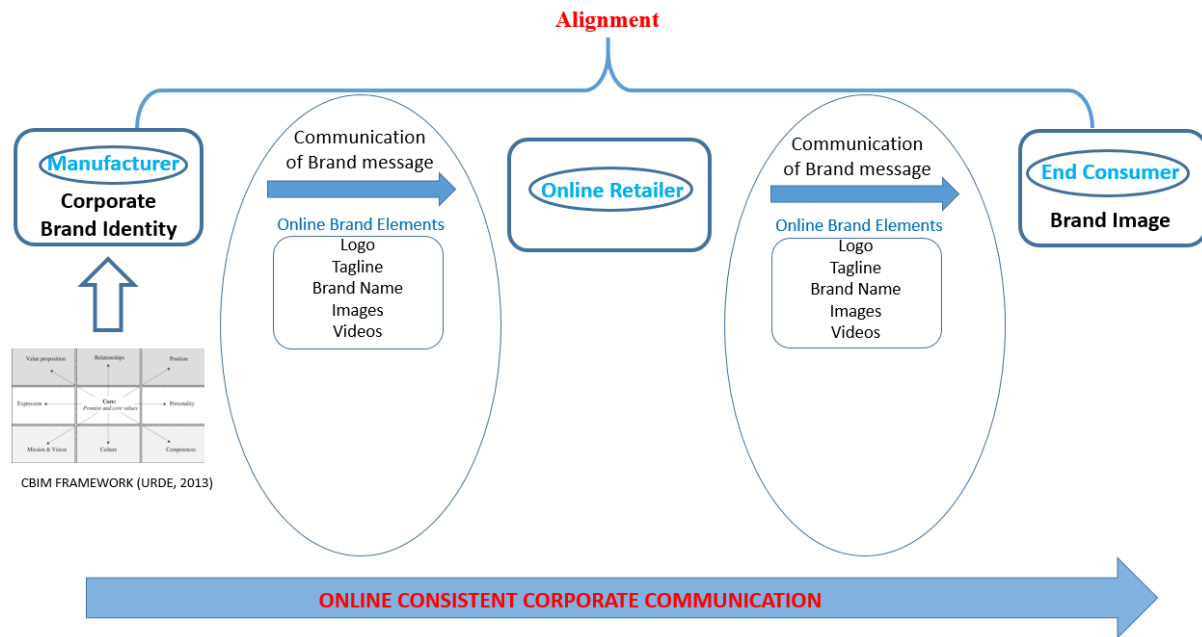 Alignment
Manufacturer
Corporate
Brand Identity
Communication
of Brand message
Online Brand Elements
Logo
Tagline
Brand Name
Images
Videos
Online Retailer
Communication
of Brand message
Online Brand Elements
Logo
Tagline
Brand Name
Images
Videos
End Consumer
Brand Image
Value proposition
Relationships
Position
Expression
Core:
Promise and core values
Personality
Mission & Vision
Culture
Competences
CBIM FRAMEWORK (URDE, 2013)
ONLINE CONSISTENT CORPORATE COMMUNICATION